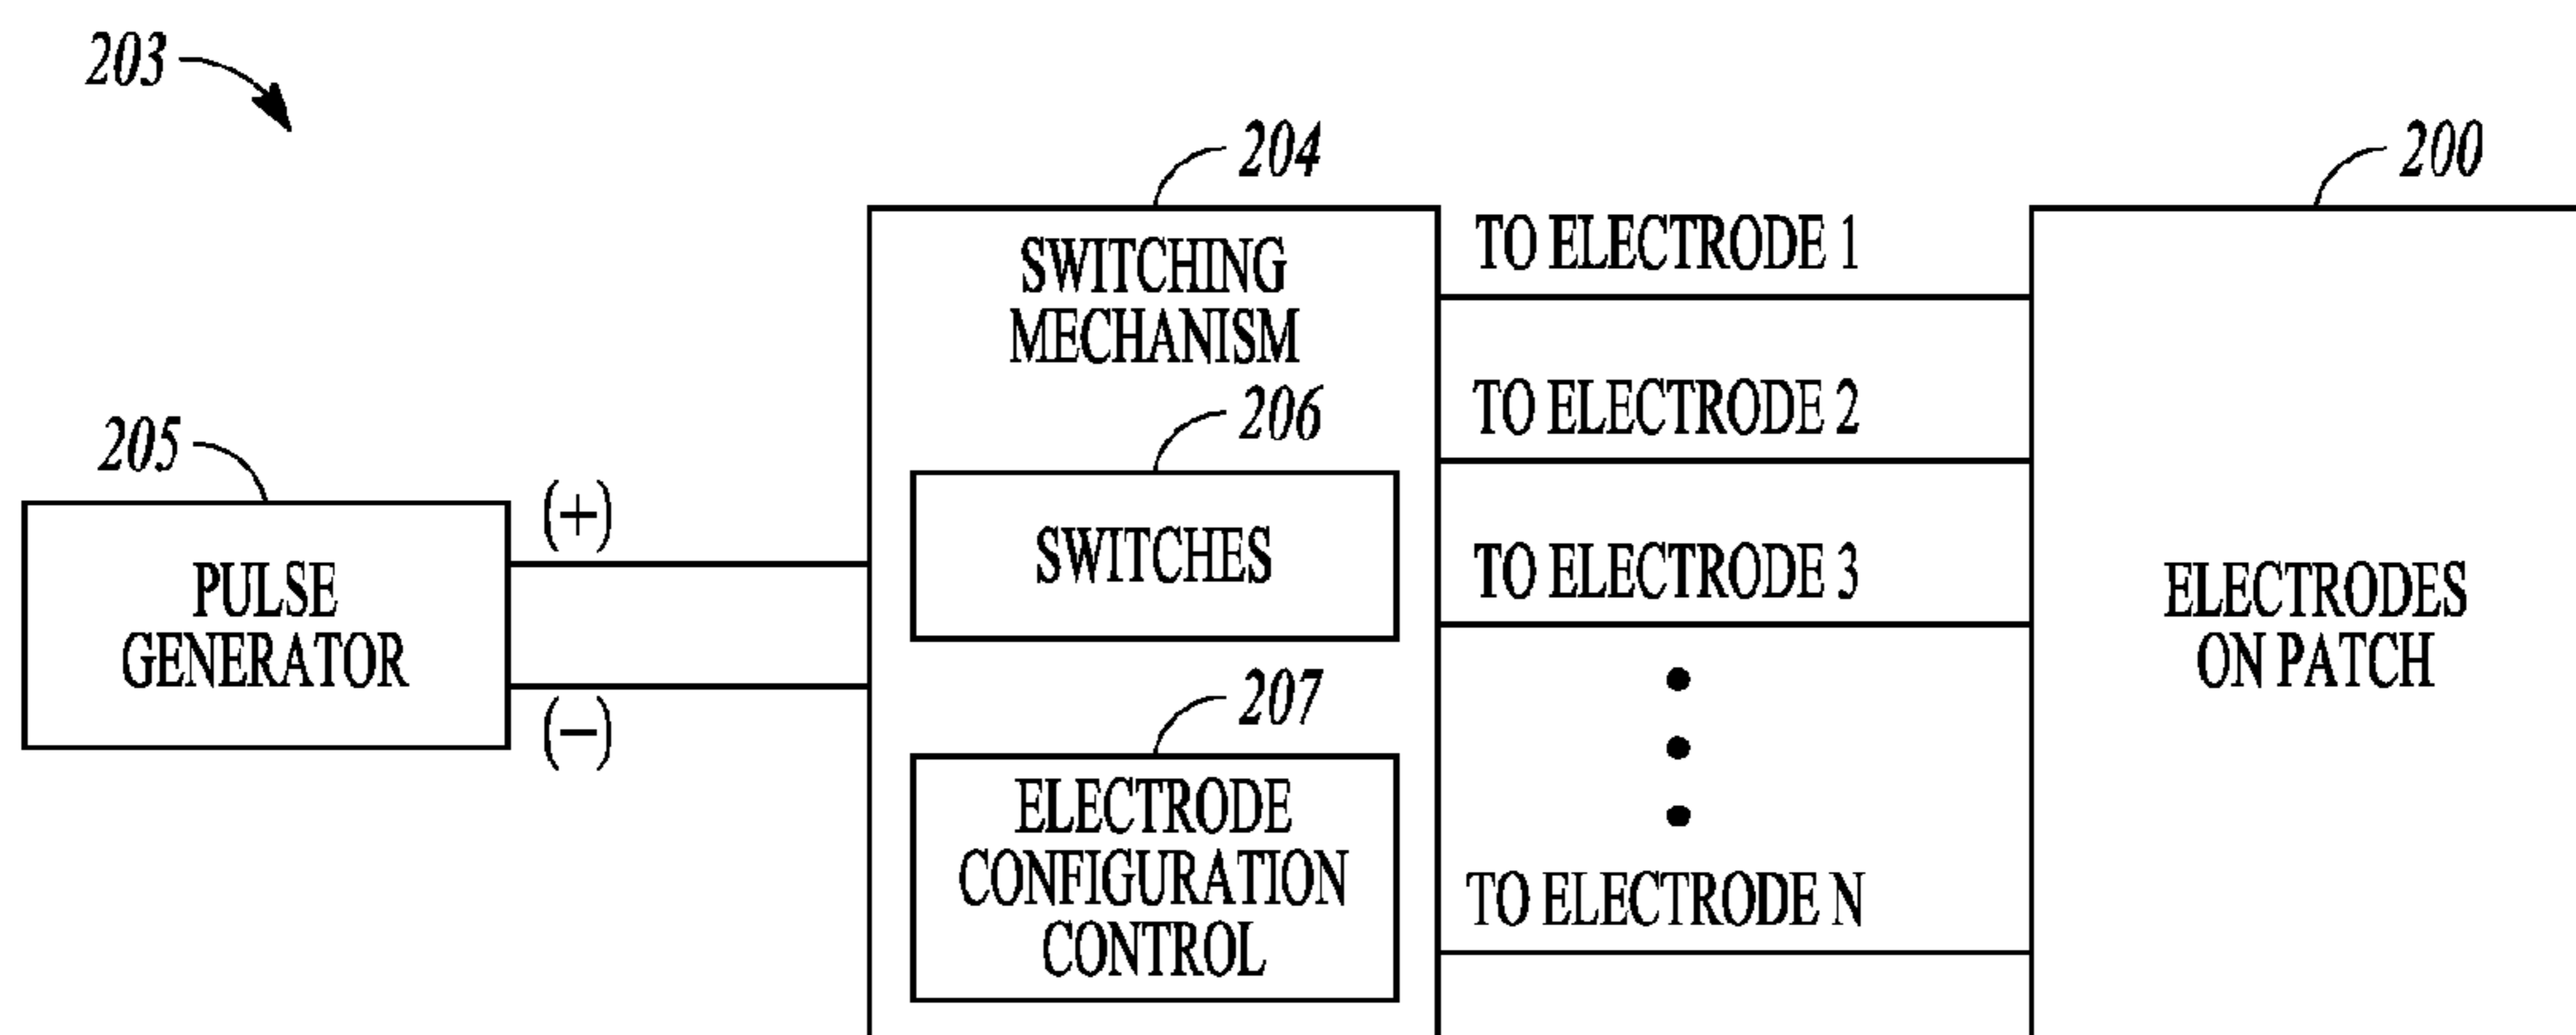 203
204
200
SWITCHING
MECHANISM
TO ELECTRODE 1
TO ELECTRODE 2
206
205
(+)
SWITCHES
TO ELECTRODE 3
PULSE
GENERATOR
ELECTRODES
ON PATCH
(−)
207
ELECTRODE
CONFIGURATION
CONTROL
TO ELECTRODE N